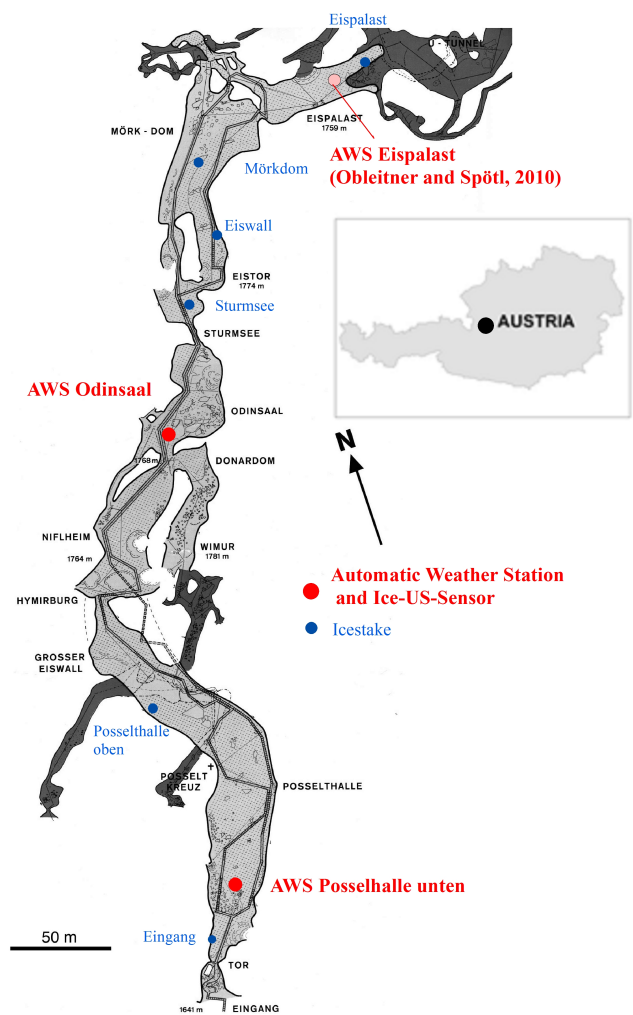 Eispalast
U - TUNNEL
EISPALAST
1759 m
MÖRK - DOM
AWS Eispalast
(Obleitner and Spötl, 2010)
Mörkdom
Eiswall
EISTOR
1774 m
Sturmsee
STURMSEE
AUSTRIA
AWS Odinsaal
ODINSAAL
N
1768m
DONARDOM
NIFLHEIM
1764 m
WIMUR
1781 m
Automatic Weather Station
and Ice-US-Sensor
HYMIRBURG
Icestake
GROSSER
EISWALL
Posselthalle
oben
POSSELT
KREUZ
POSSELTHALLE
AWS Posselhalle unten
50 m
Eingang
TOR
1641 m
EINGANG